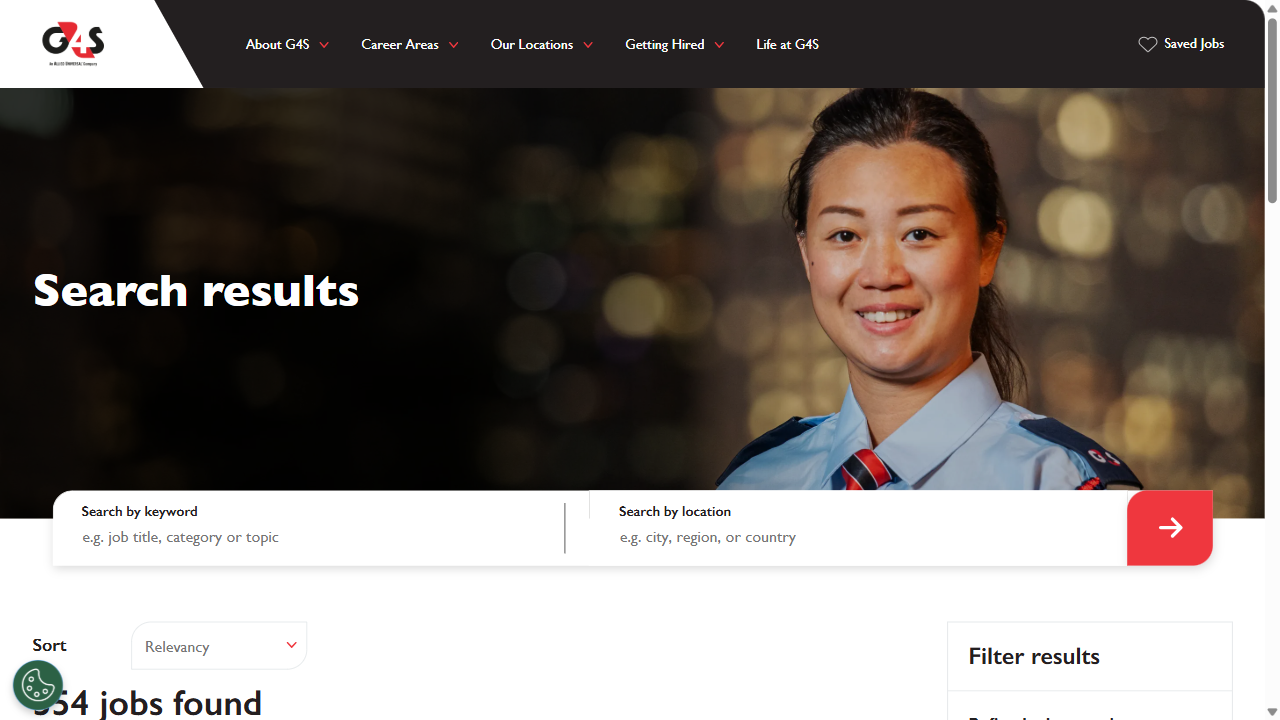 G4S
An ALLIED UNIVERSAL Company
About G4S
Career Areas
Our Locations
Getting Hired
Life at G4S
Saved Jobs
Search results
Search by keyword
e.g. job title, category or topic
Search by location
e.g. city, region, or country
Sort
Relevancy
54 jobs found
Filter results